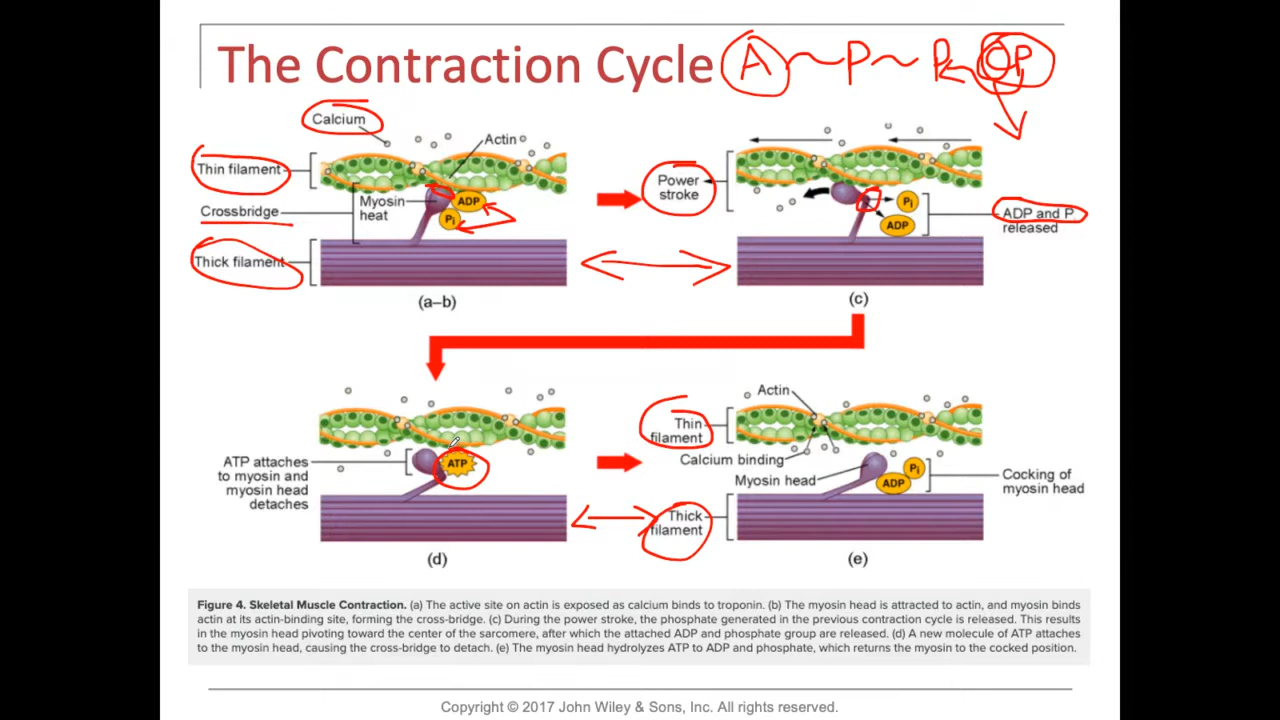 The Contraction Cycle
A ~ P ~ P ~ P
Calcium
Actin
Thin filament
Myosin
heat
ADP
Pi
Crossbridge
Thick filament
(a–b)
Power
stroke
Pi
ADP
ADP and P
released
(c)
ATP
ATP attaches
to myosin and
myosin head
detaches
(d)
Actin
Thin
filament
Calcium binding
Myosin head
Pi
ADP
Cocking of
myosin head
Thick
filament
(e)
Figure 4. Skeletal Muscle Contraction. (a) The active site on actin is exposed as calcium binds to troponin. (b) The myosin head is attracted to actin, and myosin binds
actin at its actin-binding site, forming the cross-bridge. (c) During the power stroke, the phosphate generated in the previous contraction cycle is released. This results
in the myosin head pivoting toward the center of the sarcomere, after which the attached ADP and phosphate group are released. (d) A new molecule of ATP attaches
to the myosin head, causing the cross-bridge to detach. (e) The myosin head hydrolyzes ATP to ADP and phosphate, which returns the myosin to the cocked position.
Copyright © 2017 John Wiley & Sons, Inc. All rights reserved.